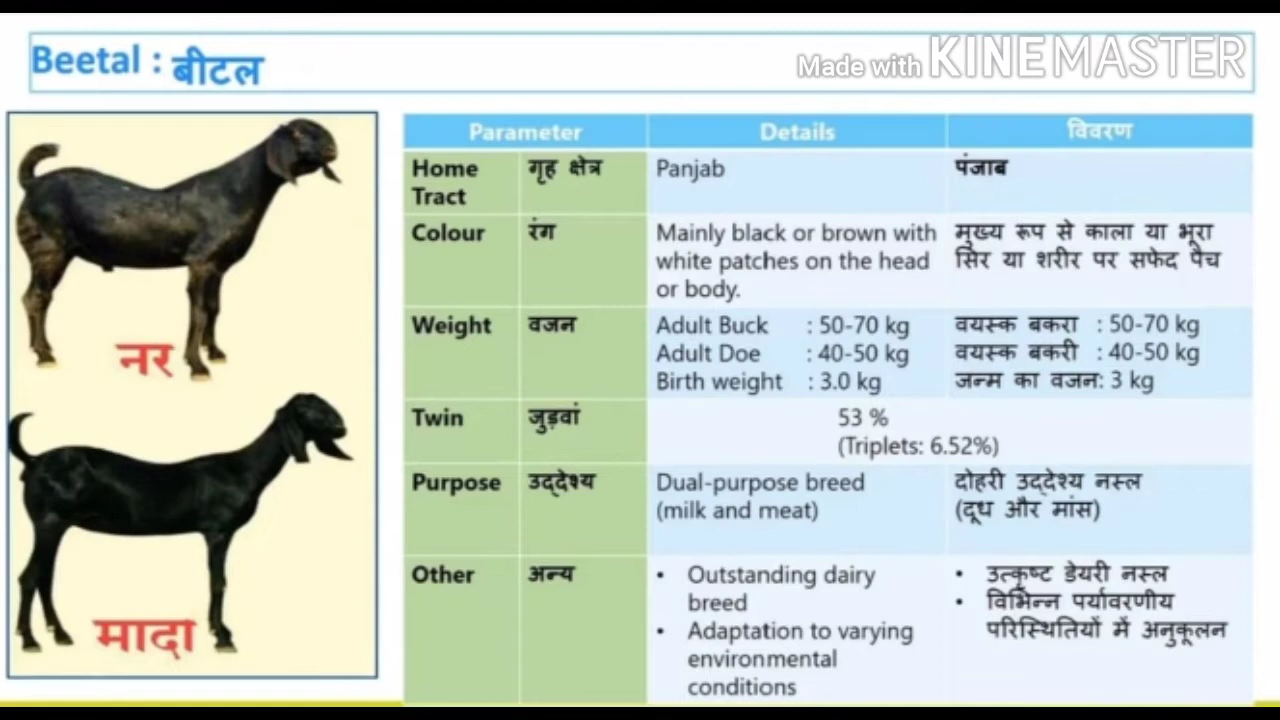 Beetal : बीटल
Made with KINEMASTER
नर
मादा
Parameter Details विवरण
Home गृह क्षेत्र Panjab पंजाब
Tract
Colour रंग Mainly black or brown with मुख्य रूप से काला या भूरा
white patches on the head सिर या शरीर पर सफेद पैच
or body.
Weight वजन Adult Buck : 50-70 kg वयस्क बकरा : 50-70 kg
Adult Doe : 40-50 kg वयस्क बकरी : 40-50 kg
Birth weight : 3.0 kg जन्म का वजन: 3 kg
Twin जुड़वां 53 %
(Triplets: 6.52%)
Purpose उद्देश्य Dual-purpose breed दोहरी उद्देश्य नस्ल
(milk and meat) (दूध और मांस)
Other अन्य • Outstanding dairy • उत्कृष्ट डेयरी नस्ल
breed • विभिन्न पर्यावरणीय
• Adaptation to varying परिस्थितियों में अनुकूलन
environmental
conditions